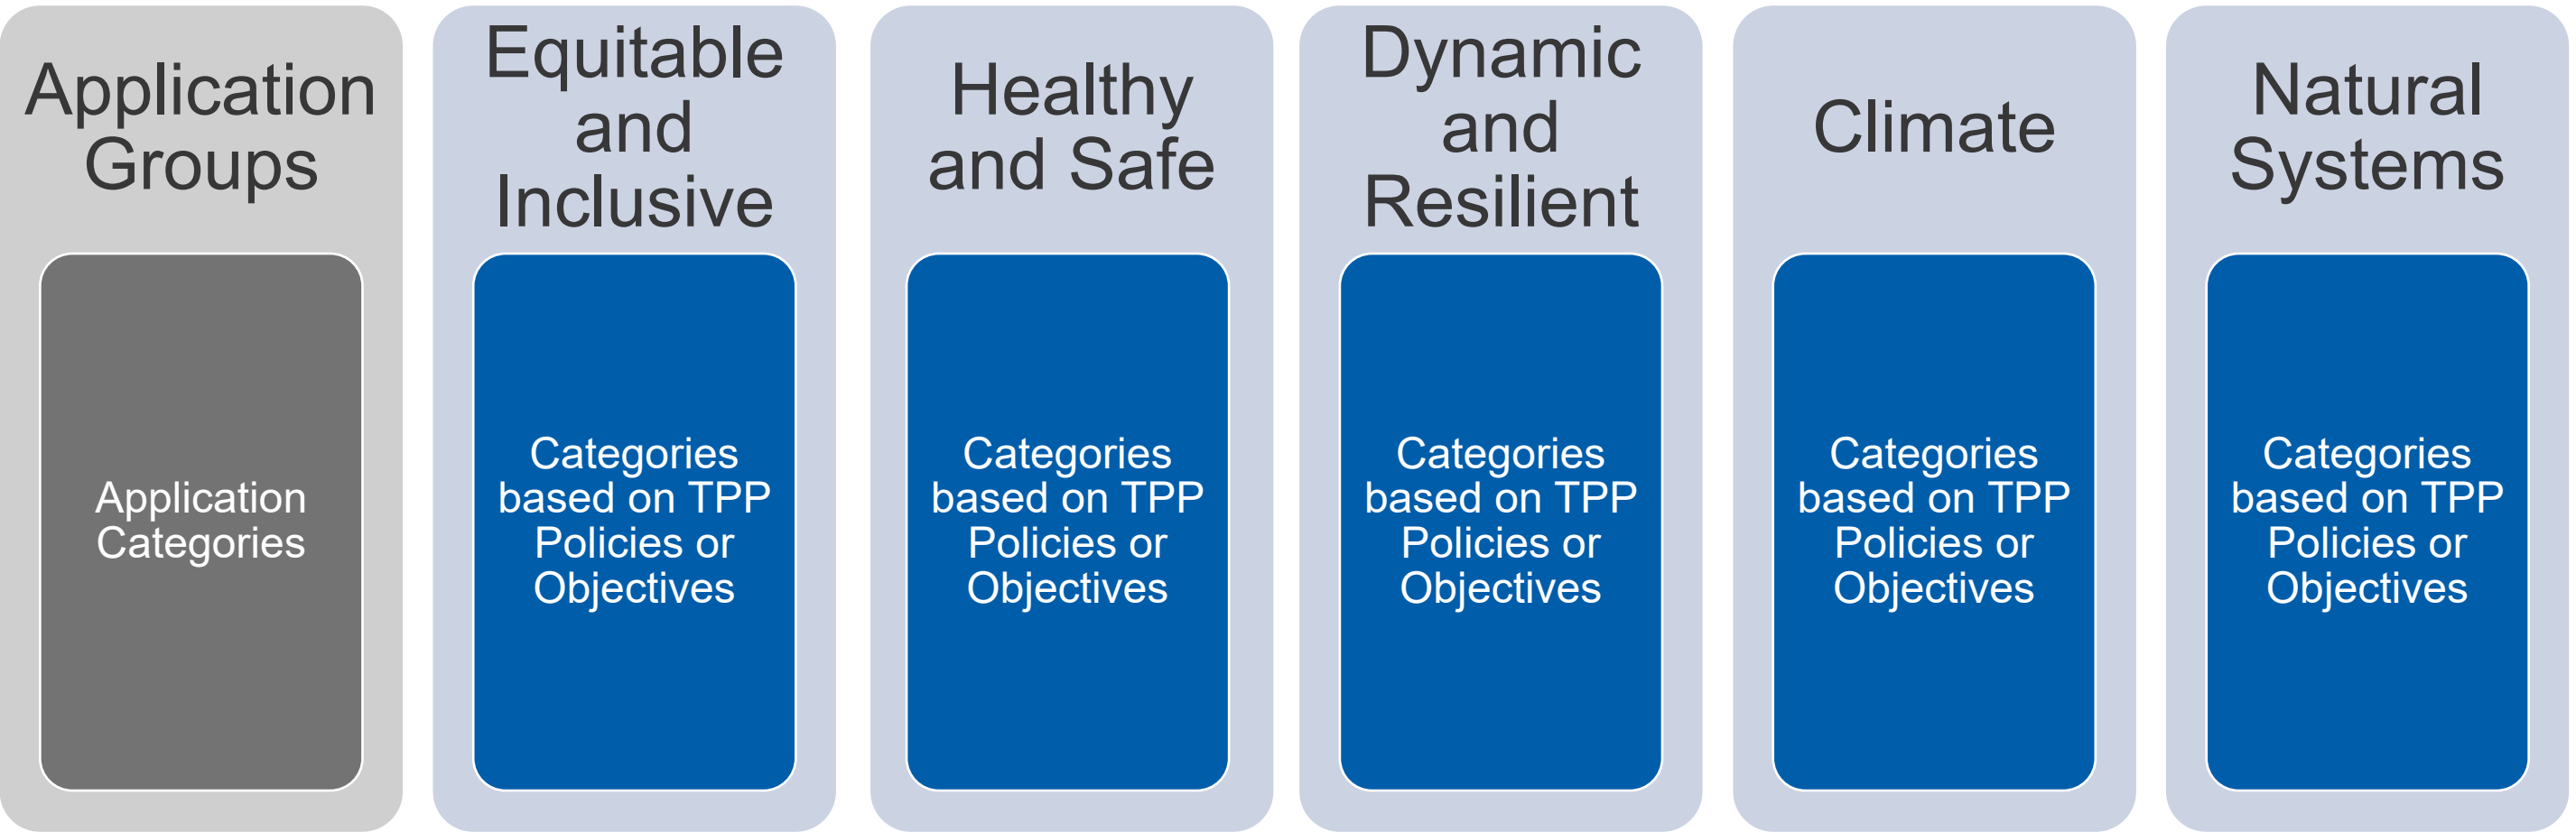 Application
Groups
Application
Categories
Equitable
and
Inclusive
Categories
based on TPP
Policies or
Objectives
Healthy
and Safe
Categories
based on TPP
Policies or
Objectives
Dynamic
and
Resilient
Categories
based on TPP
Policies or
Objectives
Climate
Categories
based on TPP
Policies or
Objectives
Natural
Systems
Categories
based on TPP
Policies or
Objectives